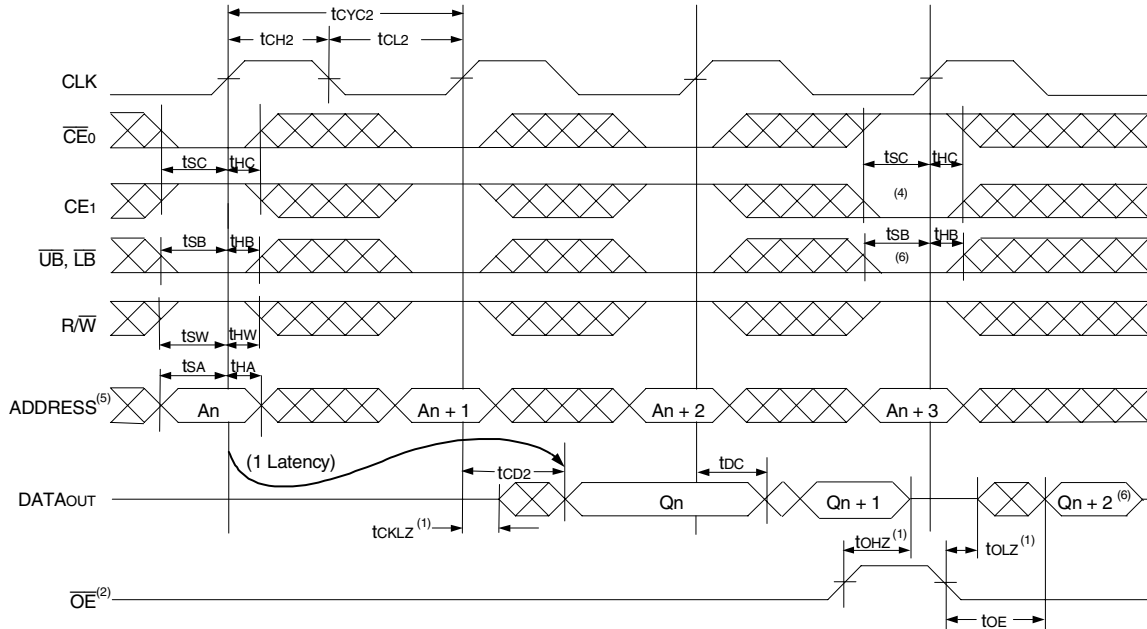 tCYC2
tCH2 tCL2
CLK
CE0
tSC tHC tSC tHC
CE1 (4)
tSB tHB tSB tHB
UB, LB (6)
R/W
tSW tHW
tSA tHA
ADDRESS(5) An An + 1 An + 2 An + 3
(1 Latency) tCD2 tDC
DATAOUT Qn Qn + 1 Qn + 2 (6)
tCKLZ (1) tOHZ (1) tOLZ (1)
OE(2)
tOE